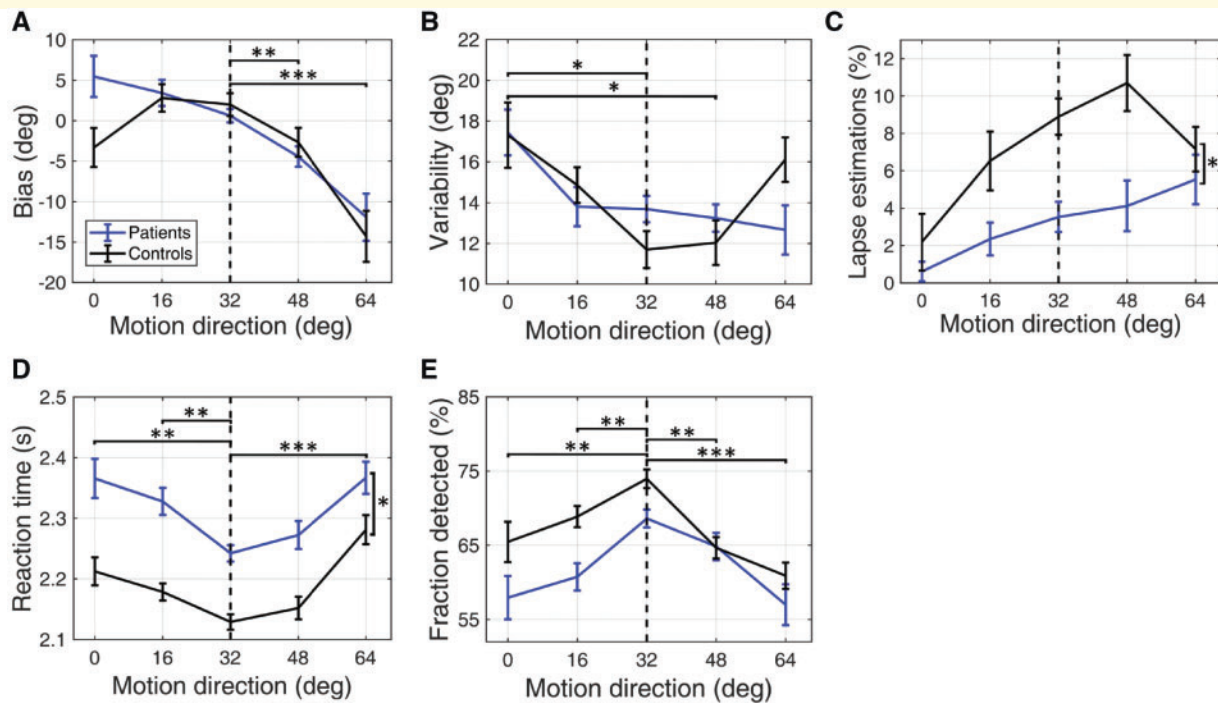 A
Bias (deg)
10
5
0
-5
-10
-15
-20
**
***
Patients
Controls
0 16 32 48 64
Motion direction (deg)
B
Variability (deg)
22
20
18
16
14
12
10
*
*
0 16 32 48 64
Motion direction (deg)
C
Lapse estimations (%)
12
10
8
6
4
2
0
*
0 16 32 48 64
Motion direction (deg)
D
Reaction time (s)
2.5
2.4
2.3
2.2
2.1
**
**
***
*
0 16 32 48 64
Motion direction (deg)
E
Fraction detected (%)
85
75
65
55
**
**
**
***
0 16 32 48 64
Motion direction (deg)